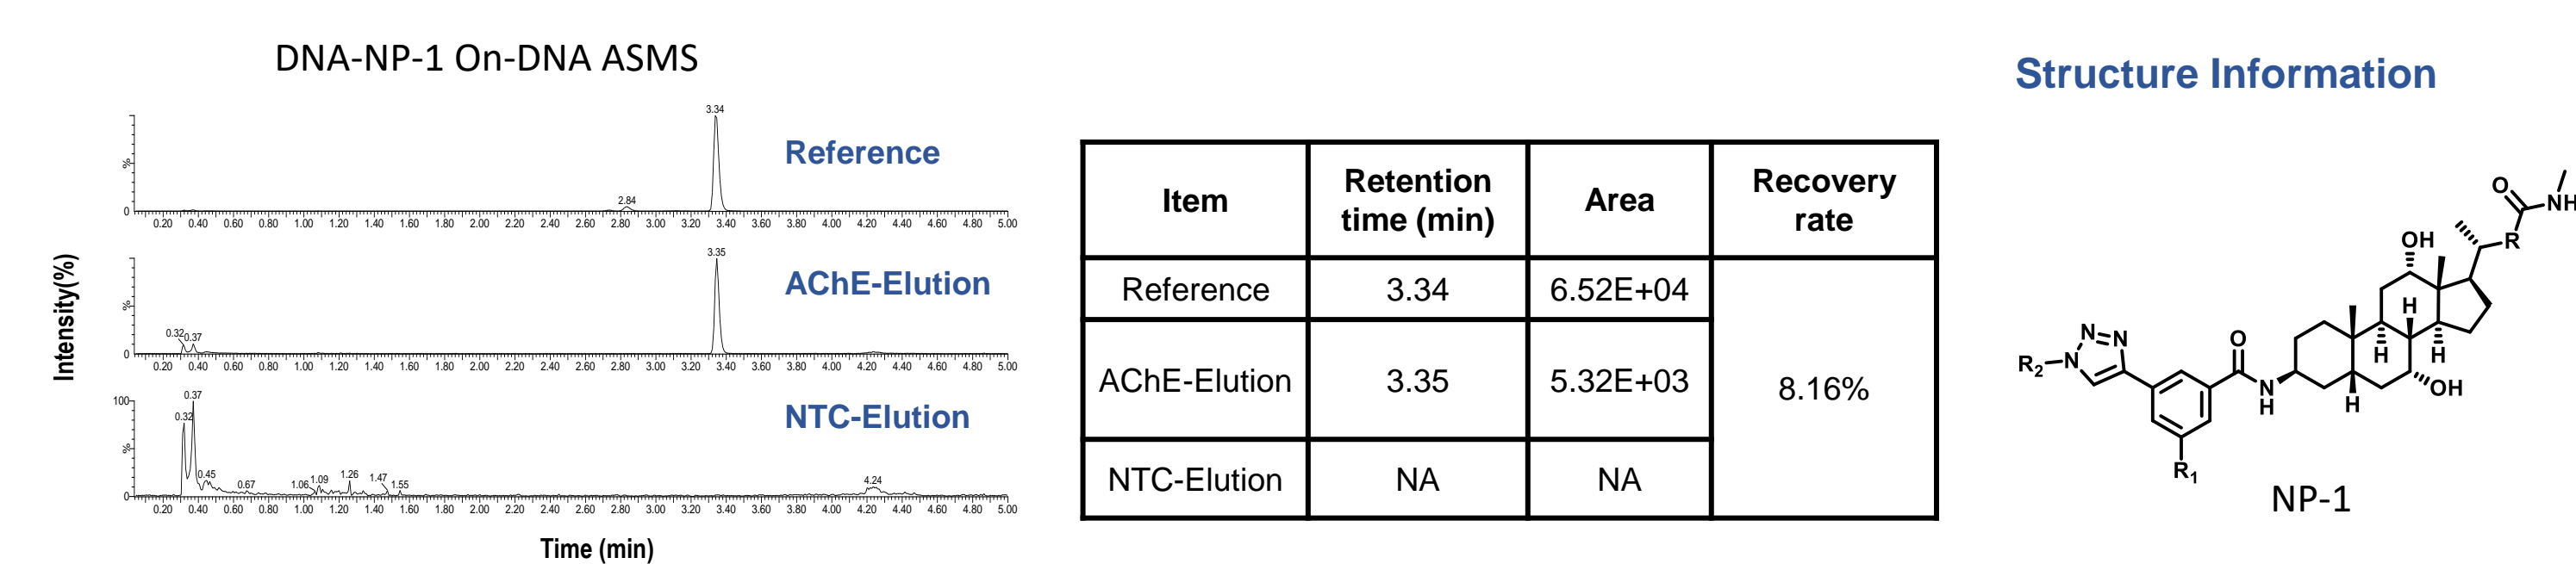 DNA-NP-1 On-DNA ASMS
Intensity(%)
Reference
%
0
2.84
3.34
0.20 0.40 0.60 0.80 1.00 1.20 1.40 1.60 1.80 2.00 2.20 2.40 2.60 2.80 3.00 3.20 3.40 3.60 3.80 4.00 4.20 4.40 4.60 4.80 5.00
AChE-Elution
%
0
0.32
0.37
3.35
0.20 0.40 0.60 0.80 1.00 1.20 1.40 1.60 1.80 2.00 2.20 2.40 2.60 2.80 3.00 3.20 3.40 3.60 3.80 4.00 4.20 4.40 4.60 4.80 5.00
NTC-Elution
100
%
0
0.32
0.37
0.45
0.67
1.06
1.09
1.26
1.47
1.55
4.24
0.20 0.40 0.60 0.80 1.00 1.20 1.40 1.60 1.80 2.00 2.20 2.40 2.60 2.80 3.00 3.20 3.40 3.60 3.80 4.00 4.20 4.40 4.60 4.80 5.00
Time (min)
Item Retention time (min) Area Recovery rate
Reference 3.34 6.52E+04
AChE-Elution 3.35 5.32E+03 8.16%
NTC-Elution NA NA
Structure Information
O
NH
R
OH
H
H
H
OH
H
O
N
H
N
N
N
R2
R1
NP-1